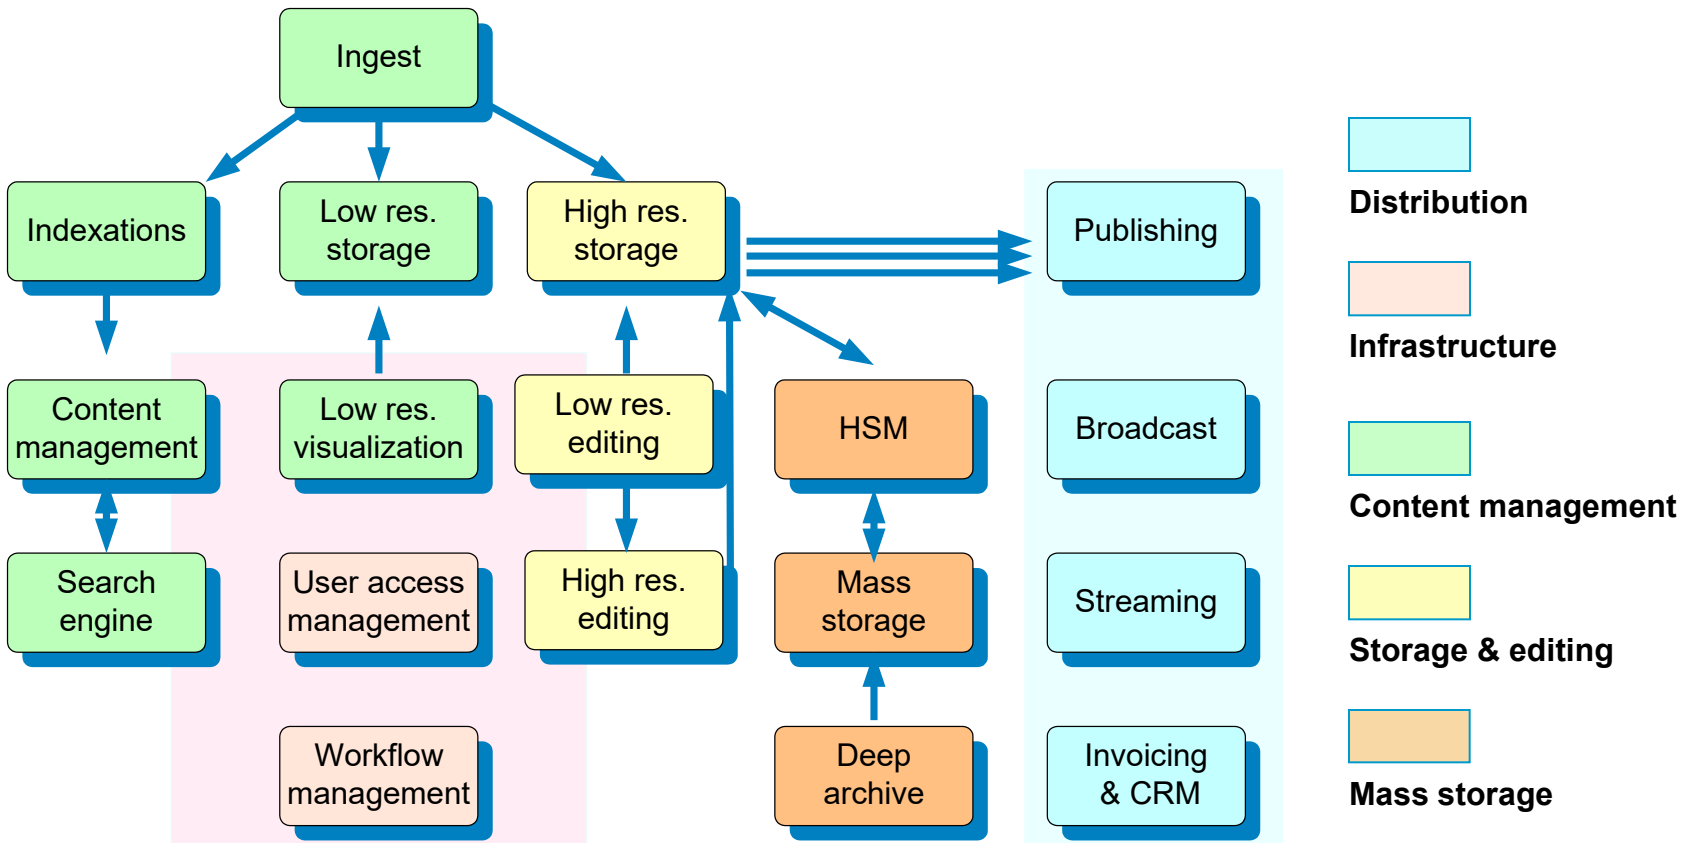 Ingest
Indexations
Low res.
storage
High res.
storage
Publishing
Content
management
Low res.
visualization
Low res.
editing
HSM
Broadcast
Search
engine
User access
management
High res.
editing
Mass
storage
Streaming
Workflow
management
Deep
archive
Invoicing
& CRM
Distribution
Infrastructure
Content management
Storage & editing
Mass storage